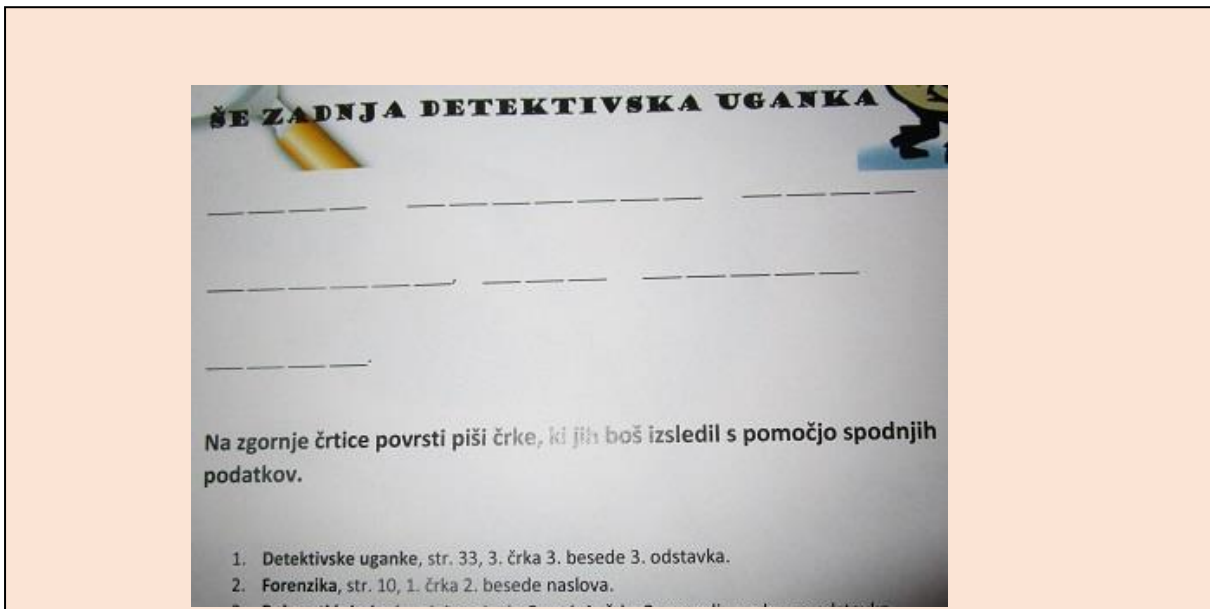 ŠE ZADNJA DETEKTIVSKA UGANKA
Na zgornje črtice povrsti piši črke, ki jih boš izsledil s pomočjo spodnjih
podatkov.
1. Detektivske uganke, str. 33, 3. črka 3. besede 3. odstavka.
2. Forenzika, str. 10, 1. črka 2. besede naslova.